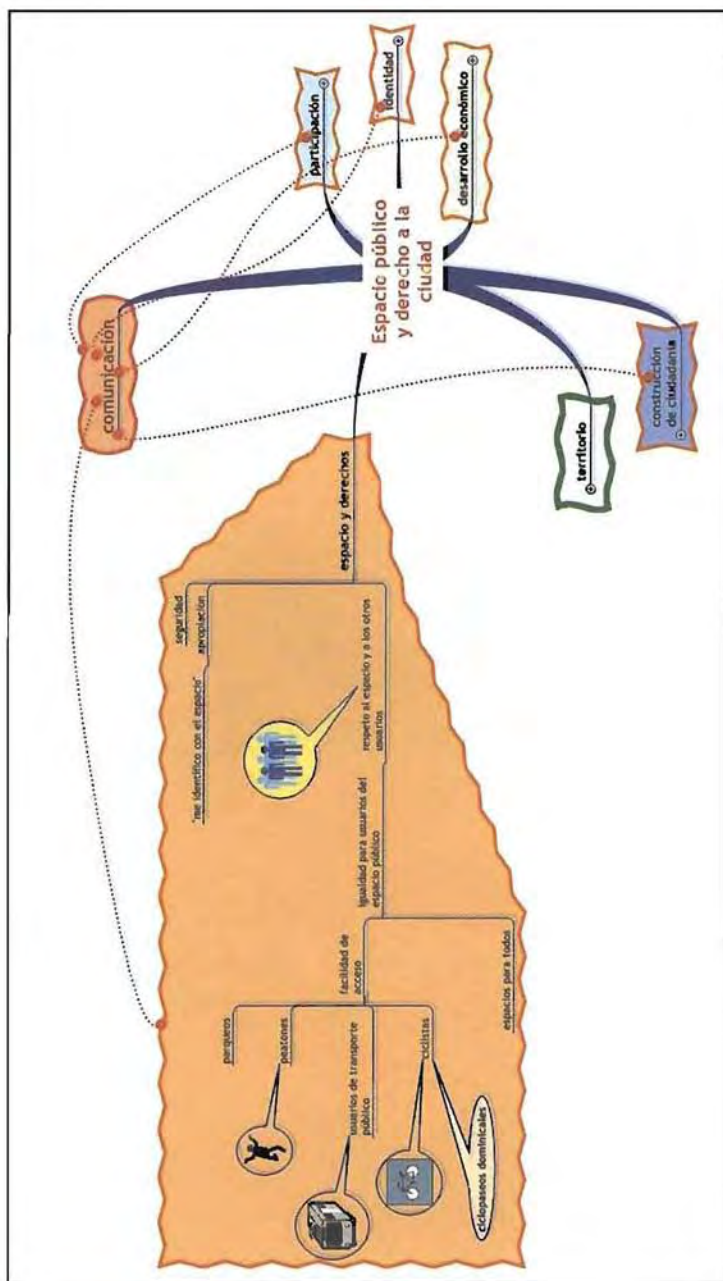 Espacio público
y derecho a la
ciudad
participación
identidad
desarrollo económico
comunicación
construcción
de ciudadanía
territorio
espacio y derechos
seguridad
apropiación
"me identifico con el espacio"
respeto al espacio y a los otros
usuarios
igualdad para usuarios del
espacio público
facilidad de
acceso
parqueos
peatones
usuarios de transporte
público
ciclistas
ciclopaseos dominicales
espacios para todos